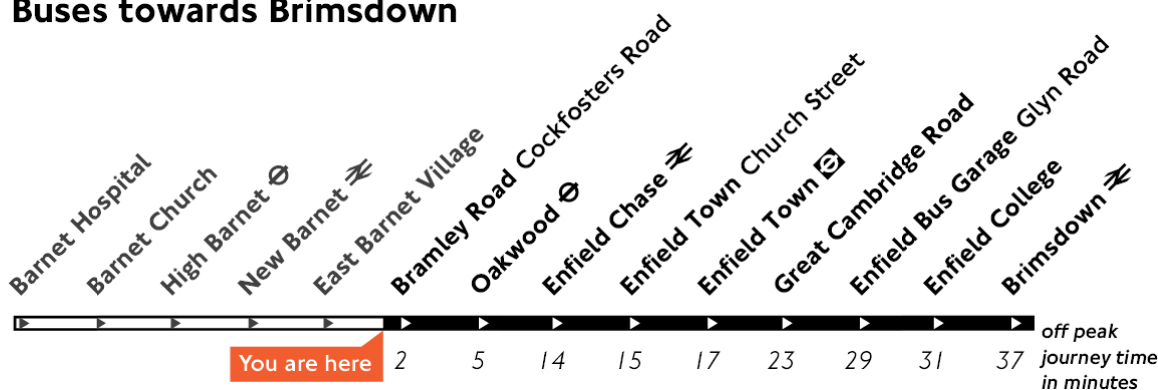 Buses towards Brimsdown
Barnet Hospital
Barnet Church
High Barnet
New Barnet
East Barnet Village
Bramley Road Cockfosters Road
Oakwood
Enfield Chase
Enfield Town Church Street
Enfield Town
Great Cambridge Road
Enfield Bus Garage Glyn Road
Enfield College
Brimsdown
You are here
2 5 14 15 17 23 29 31 37
off peak
journey time
in minutes